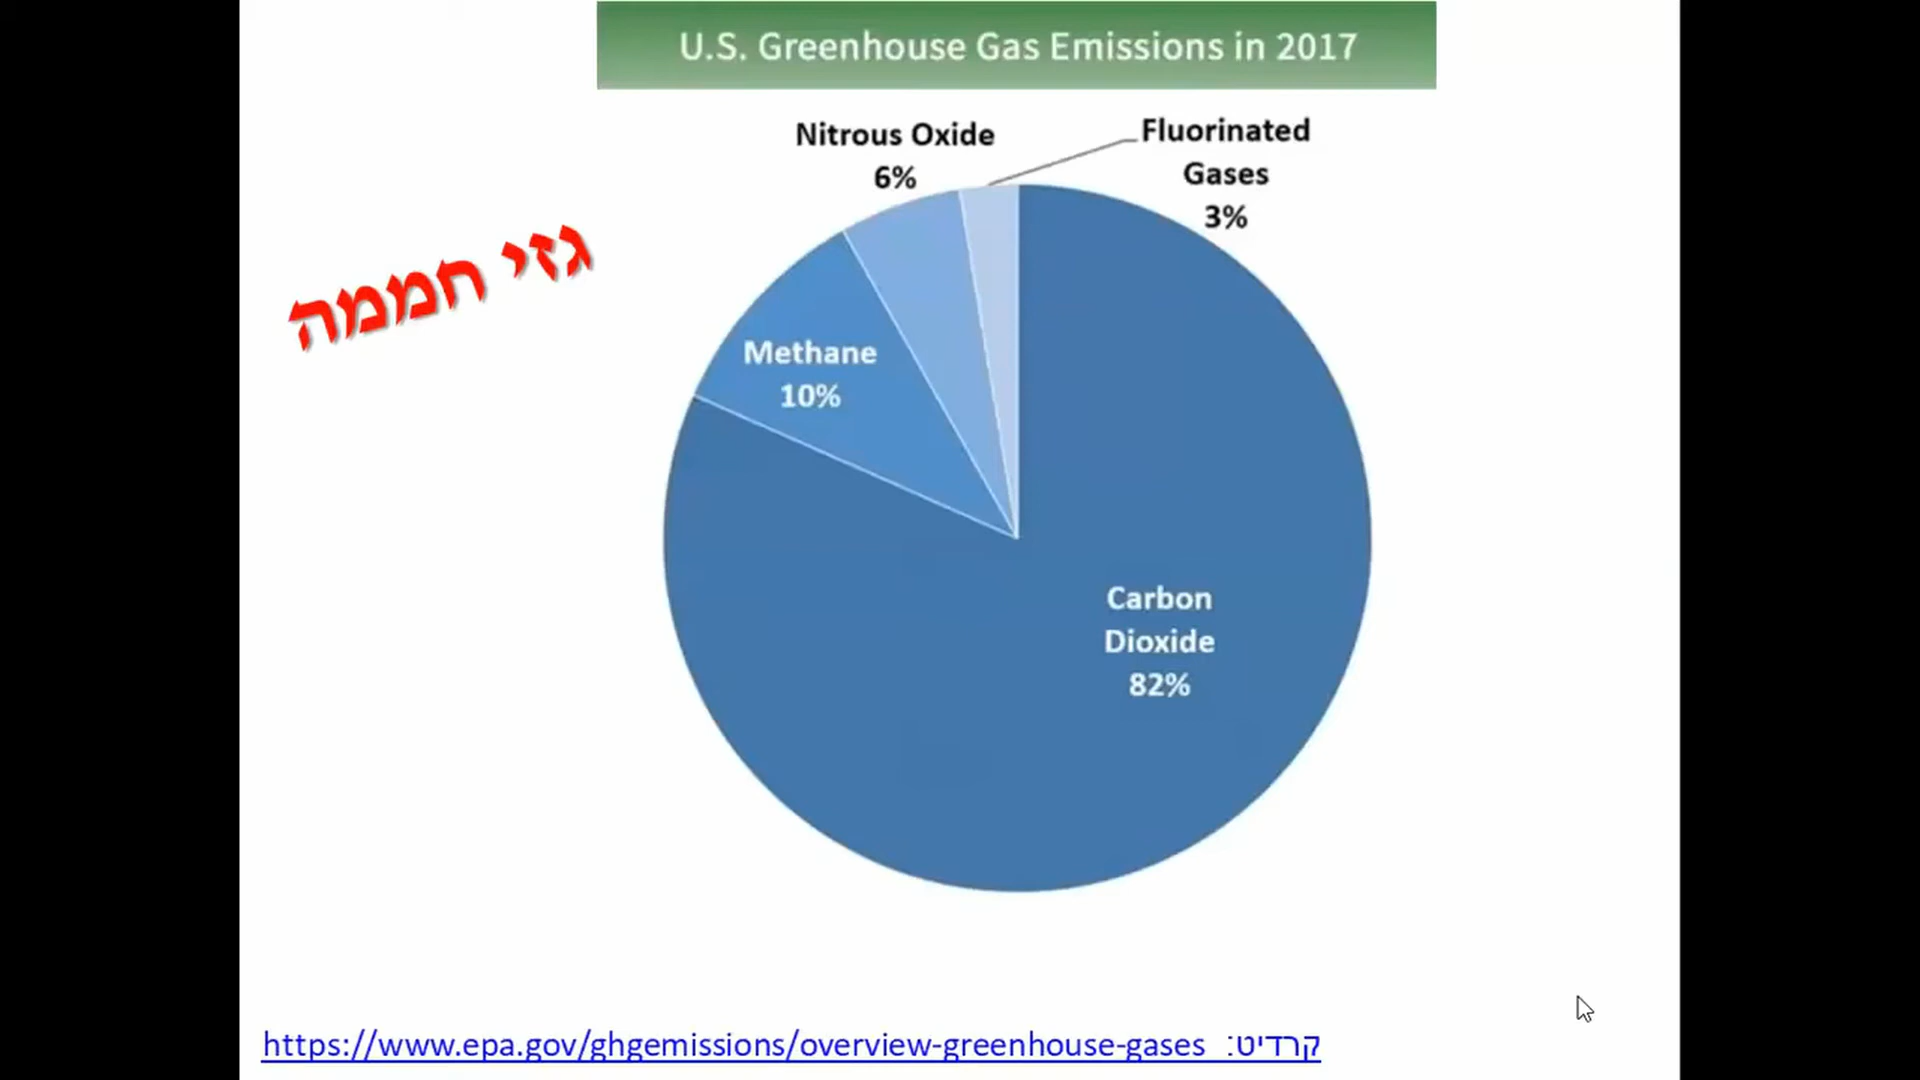 U.S. Greenhouse Gas Emissions in 2017
Nitrous Oxide
6%
Fluorinated
Gases
3%
גזי חממה
Methane
10%
Carbon
Dioxide
82%
קרדיט: https://www.epa.gov/ghgemissions/overview-greenhouse-gases